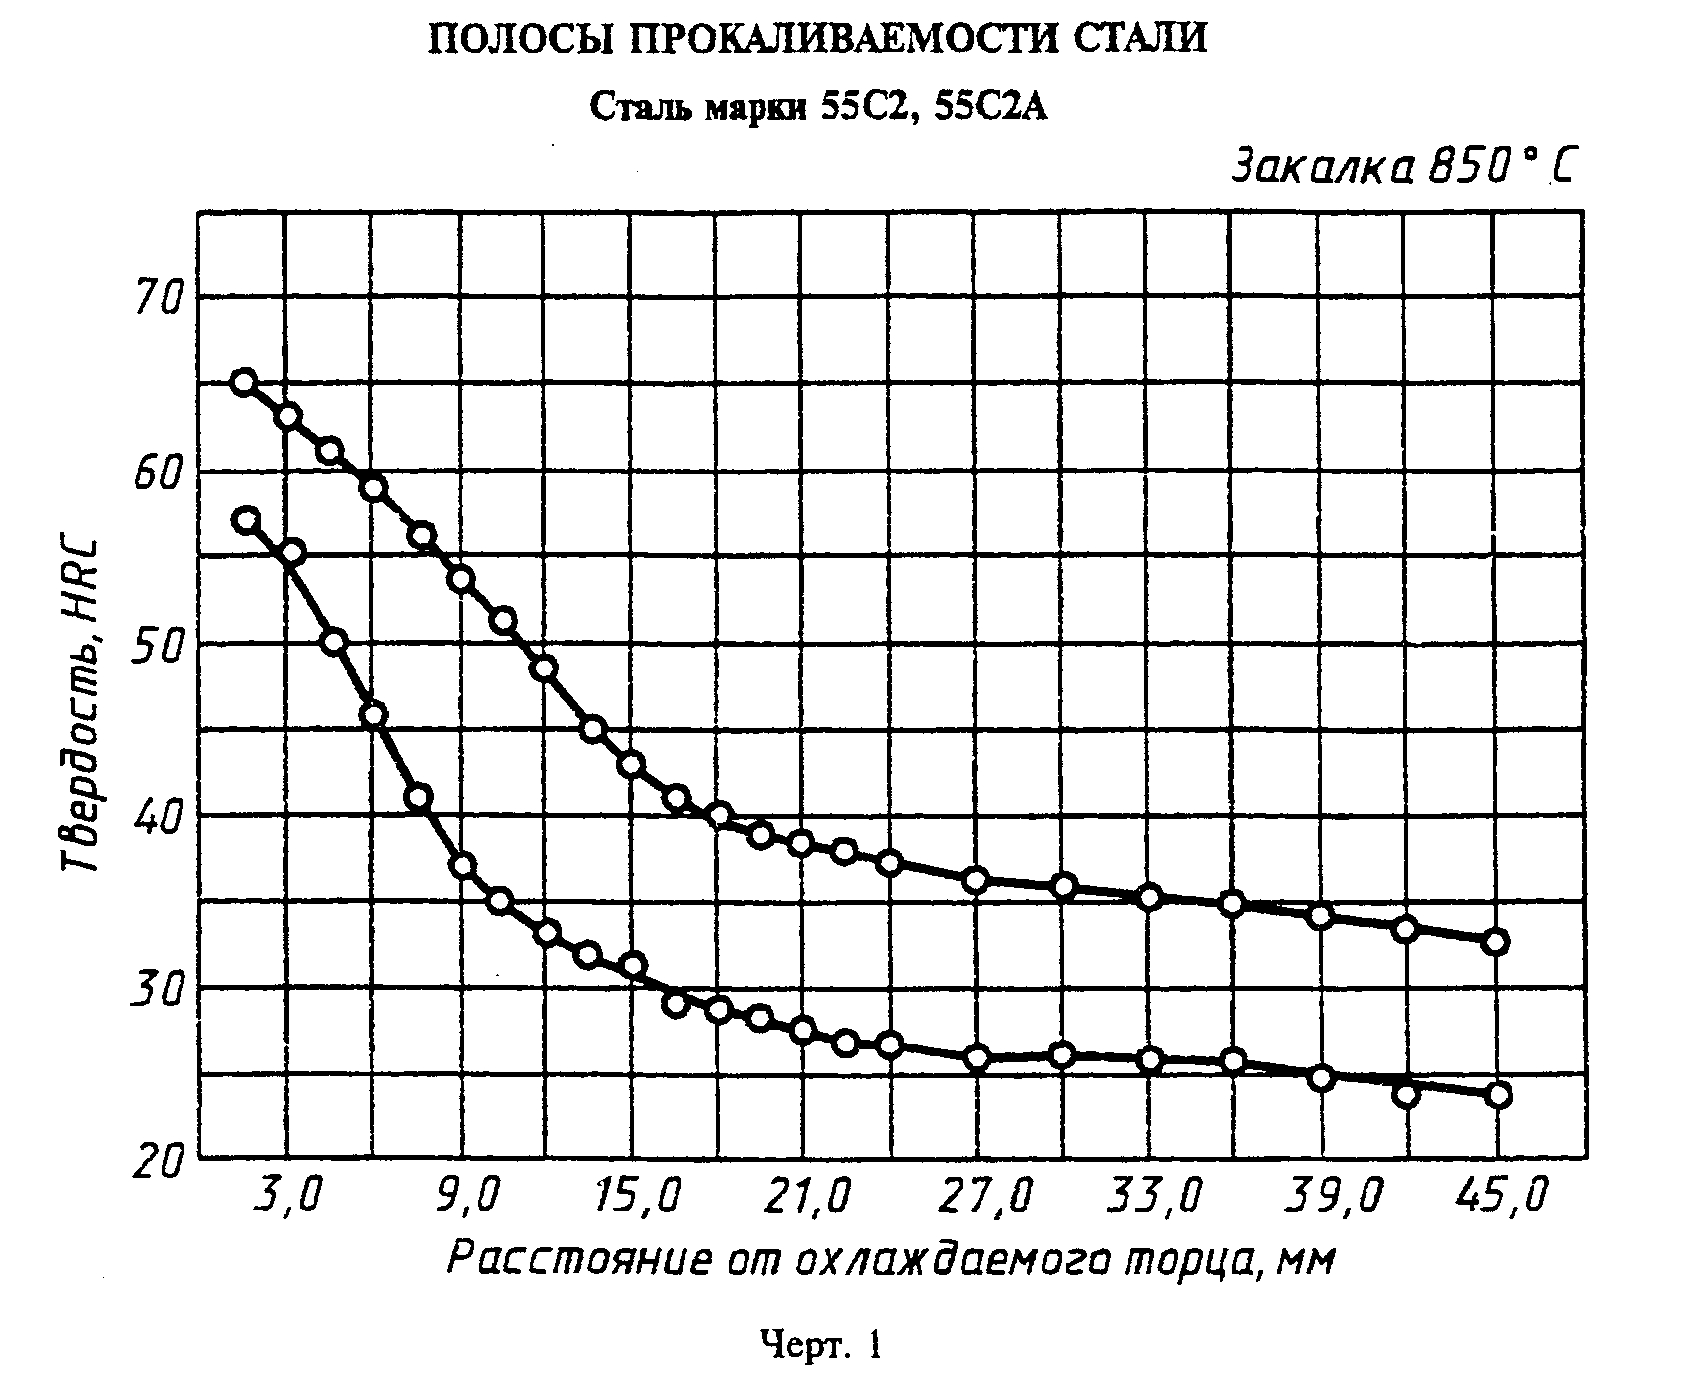 ПОЛОСЫ ПРОКАЛИВАЕМОСТИ СТАЛИ
Сталь марки 55С2, 55С2А
Закалка 850°С
70
60
50
40
30
20
Твердость, HRC
3,0 9,0 15,0 21,0 27,0 33,0 39,0 45,0
Расстояние от охлаждаемого торца, мм
Черт. 1